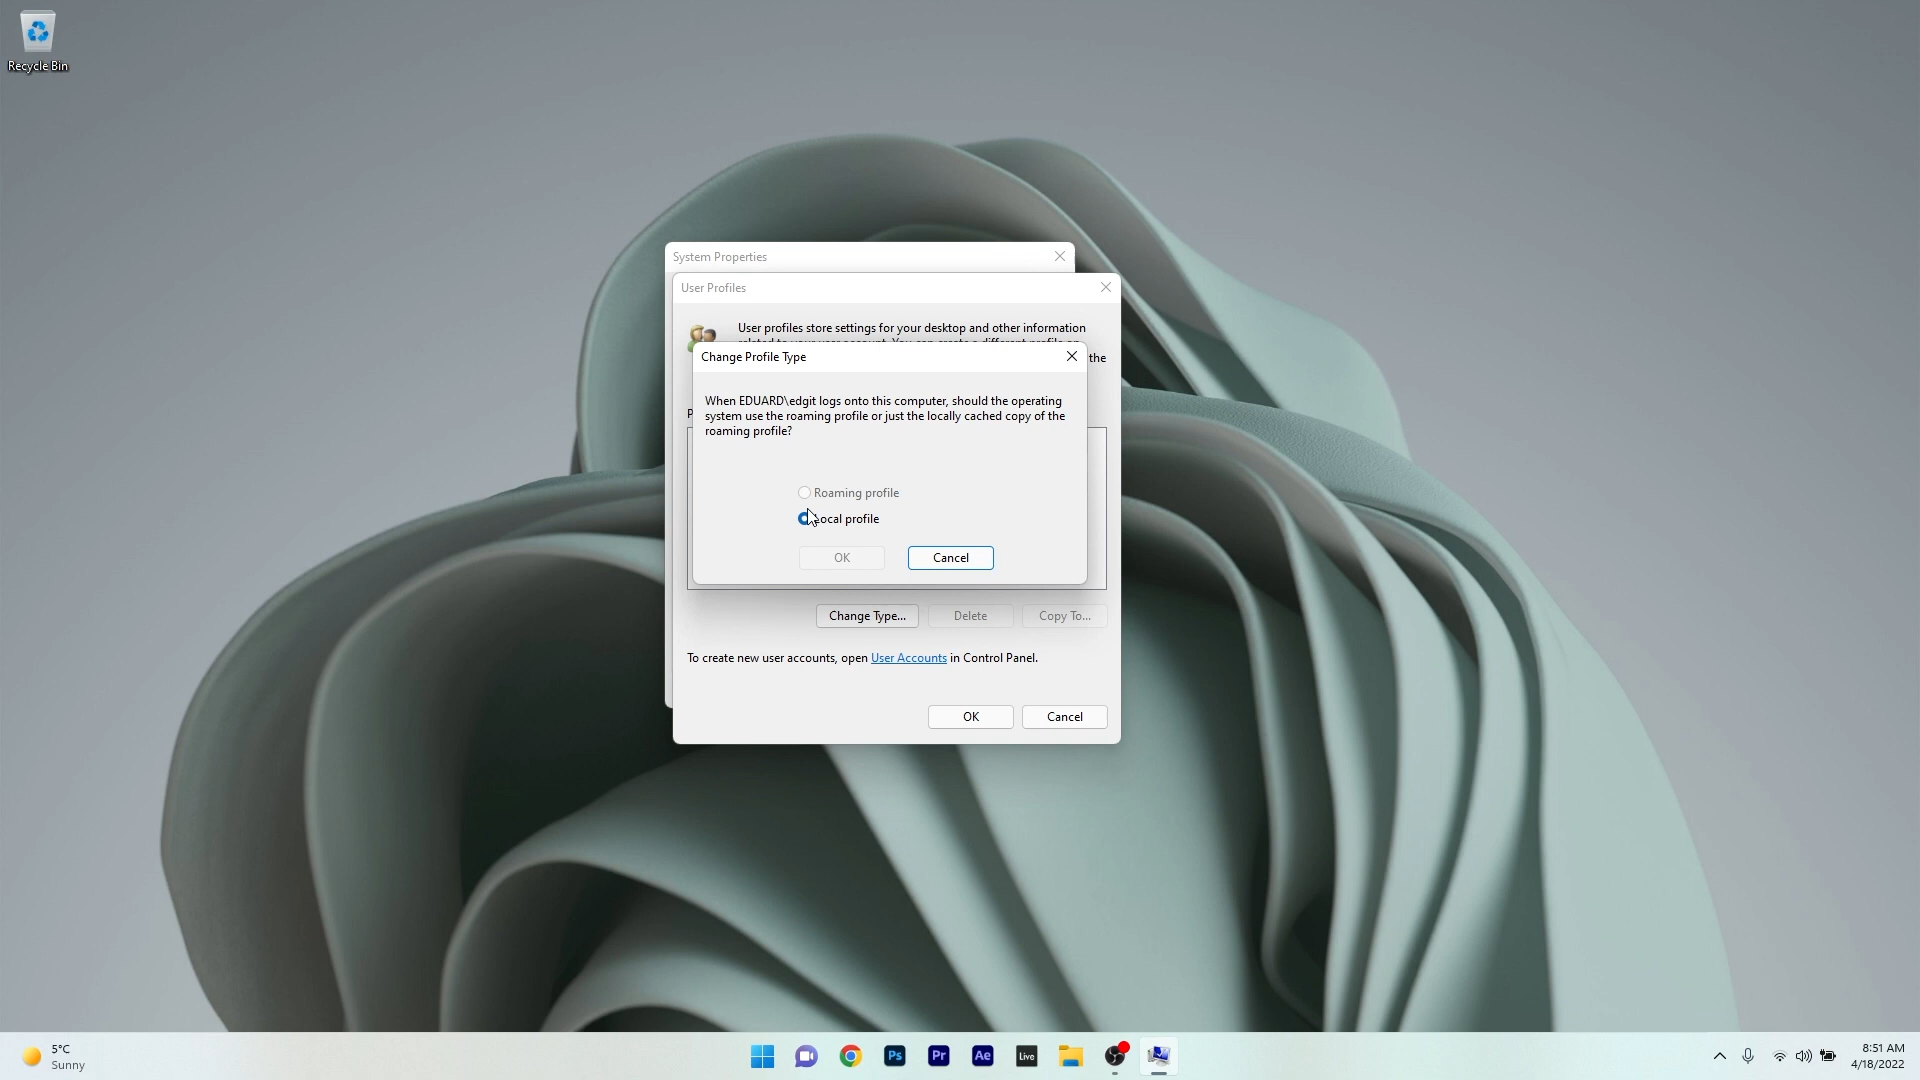 Recycle Bin
System Properties
User Profiles
User profiles store settings for your desktop and other information
the
Change Profile Type
When EDUARD\edgit logs onto this computer, should the operating
system use the roaming profile or just the locally cached copy of the
roaming profile?
Roaming profile
Local profile
OK
Cancel
Change Type...
Delete
Copy To...
To create new user accounts, open User Accounts in Control Panel.
OK
Cancel
5°C
Sunny
Ps
Pr
Ae
Live
8:51 AM
4/18/2022